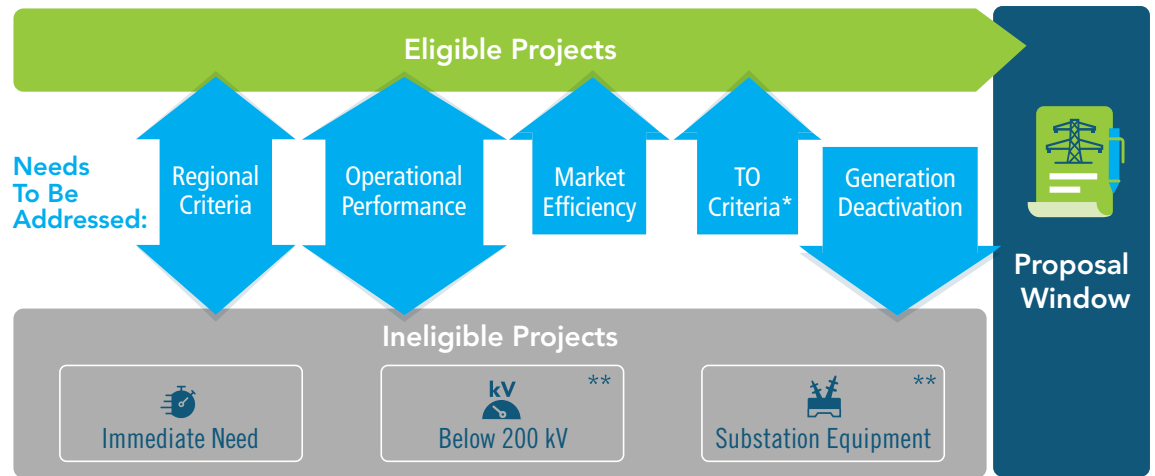 Eligible Projects
Needs
To Be
Addressed:
Regional
Criteria
Operational
Performance
Market
Efficiency
TO
Criteria*
Generation
Deactivation
Proposal
Window
Ineligible Projects
Immediate Need
kV
**
Below 200 kV
**
Substation Equipment